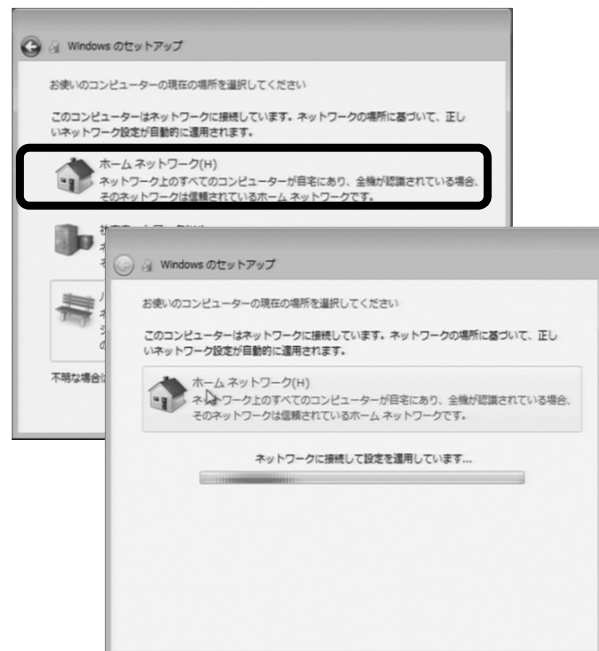 Windows のセットアップ
お使いのコンピューターの現在の場所を選択してください
このコンピューターはネットワークに接続しています。ネットワークの場所に基づいて、正し
いネットワーク設定が自動的に適用されます。
ホーム ネットワーク(H)
ネットワーク上のすべてのコンピューターが自宅にあり、全機が認識されている場合、
そのネットワークは信頼されているホーム ネットワークです。
不明な場合
Windows のセットアップ
お使いのコンピューターの現在の場所を選択してください
このコンピューターはネットワークに接続しています。ネットワークの場所に基づいて、正し
いネットワーク設定が自動的に適用されます。
ホーム ネットワーク(H)
ネットワーク上のすべてのコンピューターが自宅にあり、全機が認識されている場合、
そのネットワークは信頼されているホーム ネットワークです。
ネットワークに接続して設定を適用しています...